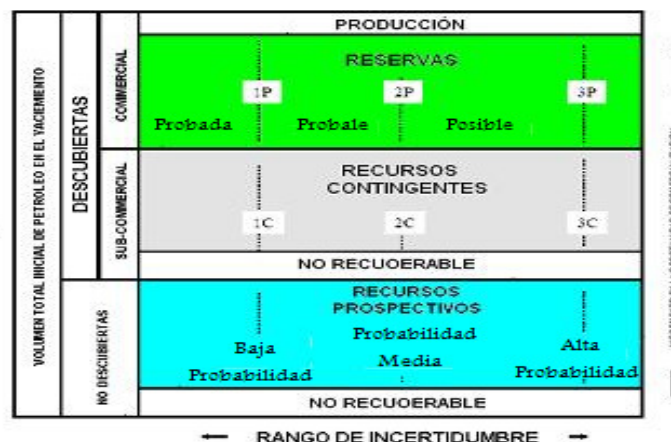 VOLUMEN TOTAL INICIAL DE PETROLEO EN EL YACIEMIENTO
DESCUBIERTAS
COMMERCIAL
PRODUCCIÓN
RESERVAS
1P 2P 3P
Probada Probale Posible
SUB-COMMERCIAL
RECURSOS
CONTINGENTES
1C 2C 3C
NO RECUOERABLE
NO DESCUBIERTAS
RECURSOS
PROSPECTIVOS
Baja
Probabilidad
Probabilidad
Media
Alta
Probabilidad
NO RECUOERABLE
RANGO DE INCERTIDUMBRE